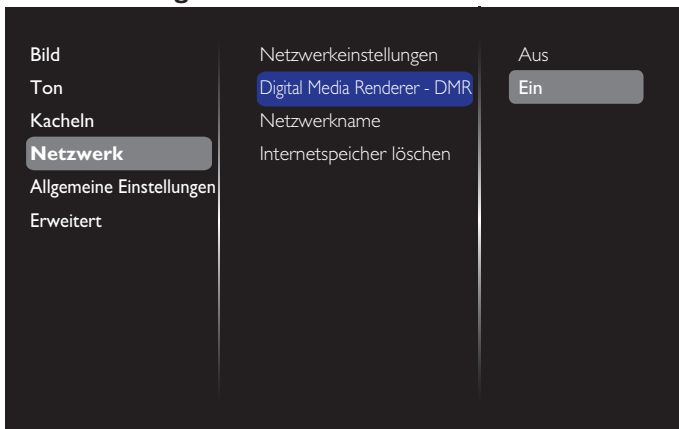 Bild
Ton
Kacheln
Netzwerk
Allgemeine Einstellungen
Erweitert
Netzwerkeinstellungen
Digital Media Renderer - DMR
Netzwerkname
Internetspeicher löschen
Aus
Ein